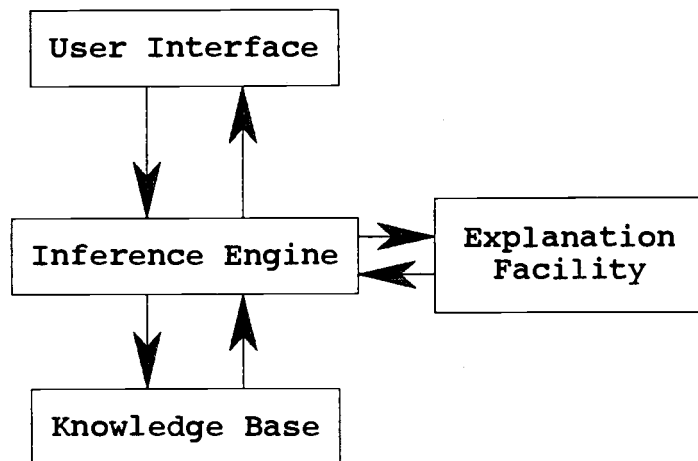 User Interface
Inference Engine
Explanation
Facility
Knowledge Base